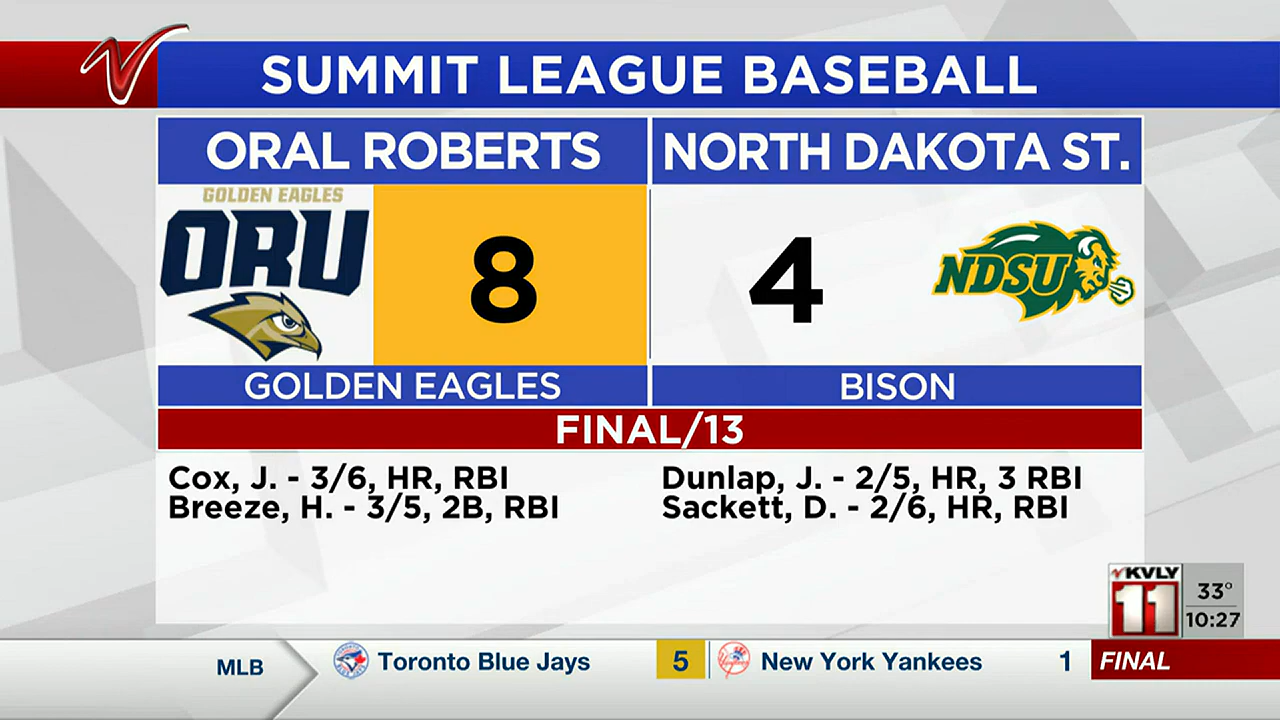 SUMMIT LEAGUE BASEBALL
ORAL ROBERTS
NORTH DAKOTA ST.
GOLDEN EAGLES
ORU
8
4
NDSU
GOLDEN EAGLES
BISON
FINAL/13
Cox, J. - 3/6, HR, RBI
Breeze, H. - 3/5, 2B, RBI
Dunlap, J. - 2/5, HR, 3 RBI
Sackett, D. - 2/6, HR, RBI
KVLY
11
33°
10:27
MLB Toronto Blue Jays 5 New York Yankees 1 FINAL